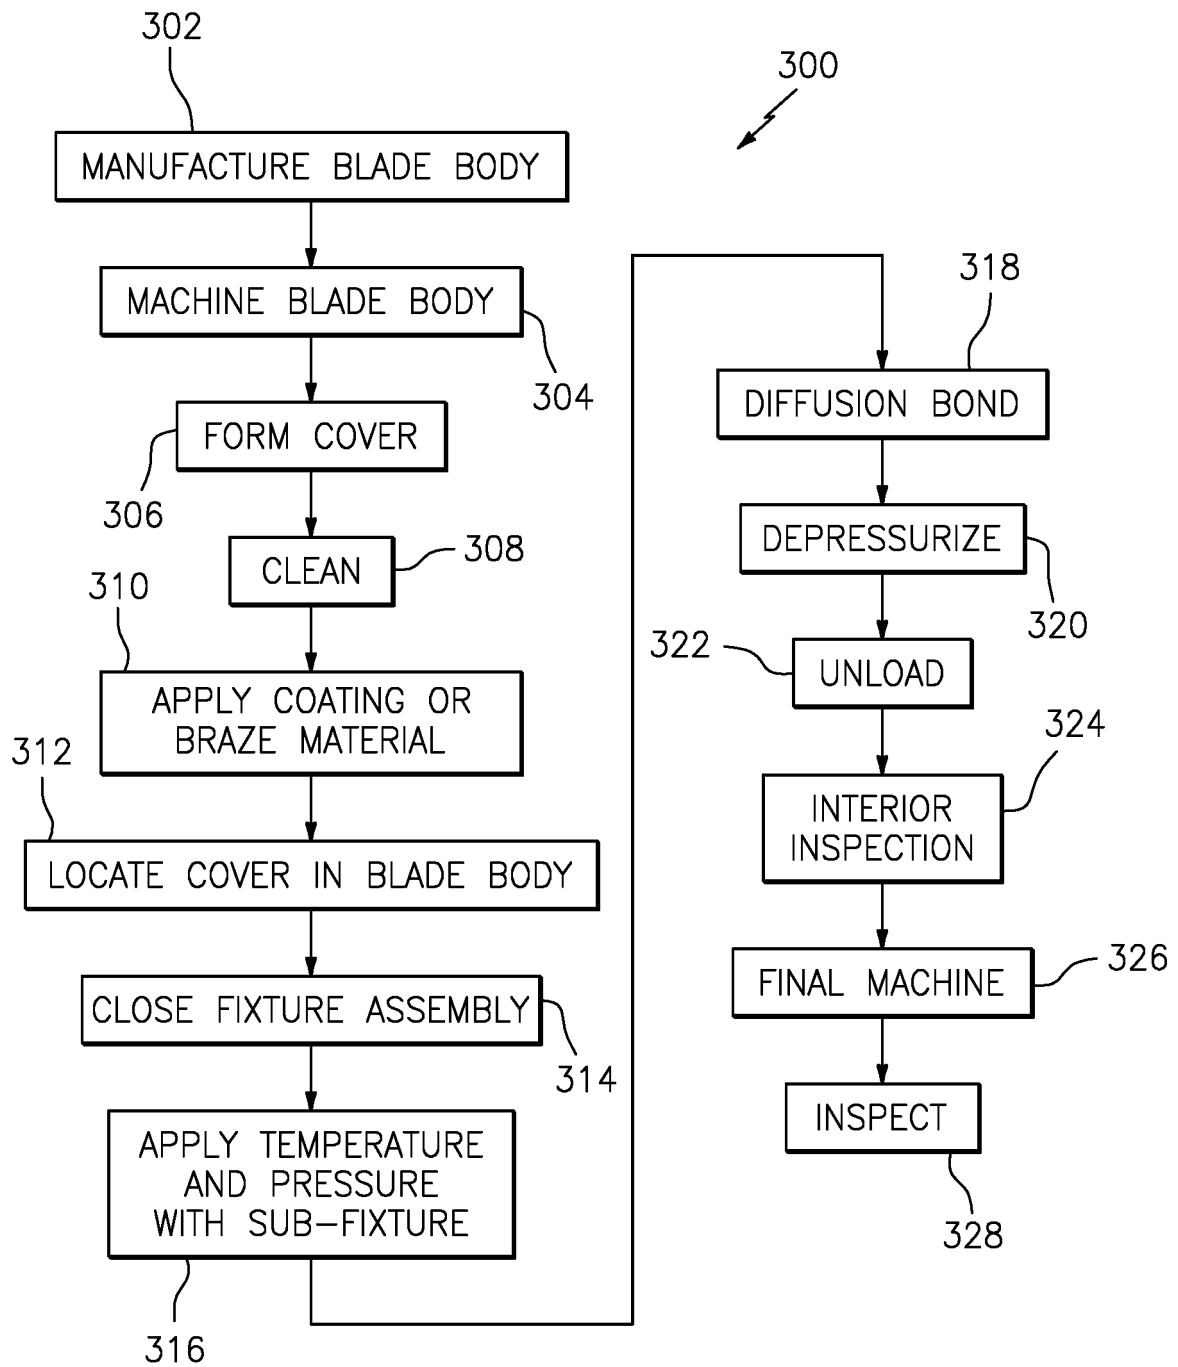 302
300
MANUFACTURE BLADE BODY
MACHINE BLADE BODY
304
FORM COVER
306
CLEAN
308
310
APPLY COATING OR
BRAZE MATERIAL
312
LOCATE COVER IN BLADE BODY
CLOSE FIXTURE ASSEMBLY
314
APPLY TEMPERATURE
AND PRESSURE
WITH SUB-FIXTURE
316
318
DIFFUSION BOND
DEPRESSURIZE
320
322
UNLOAD
324
INTERIOR
INSPECTION
FINAL MACHINE
326
INSPECT
328